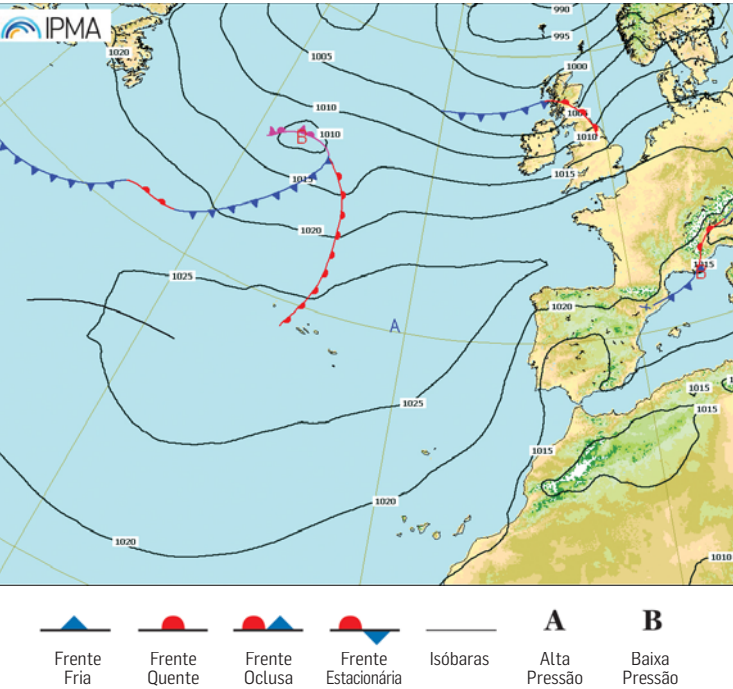 IPMA
990
995
1020
1005
1000
1010
1005
1010
1010
B
1015
1015
1020
1015
B
1025
1020
A
1025
1015
1015
1015
1020
1020
1010
A
B
Frente Fria
Frente Quente
Frente Oclusa
Frente Estacionária
Isóbaras
Alta Pressão
Baixa Pressão